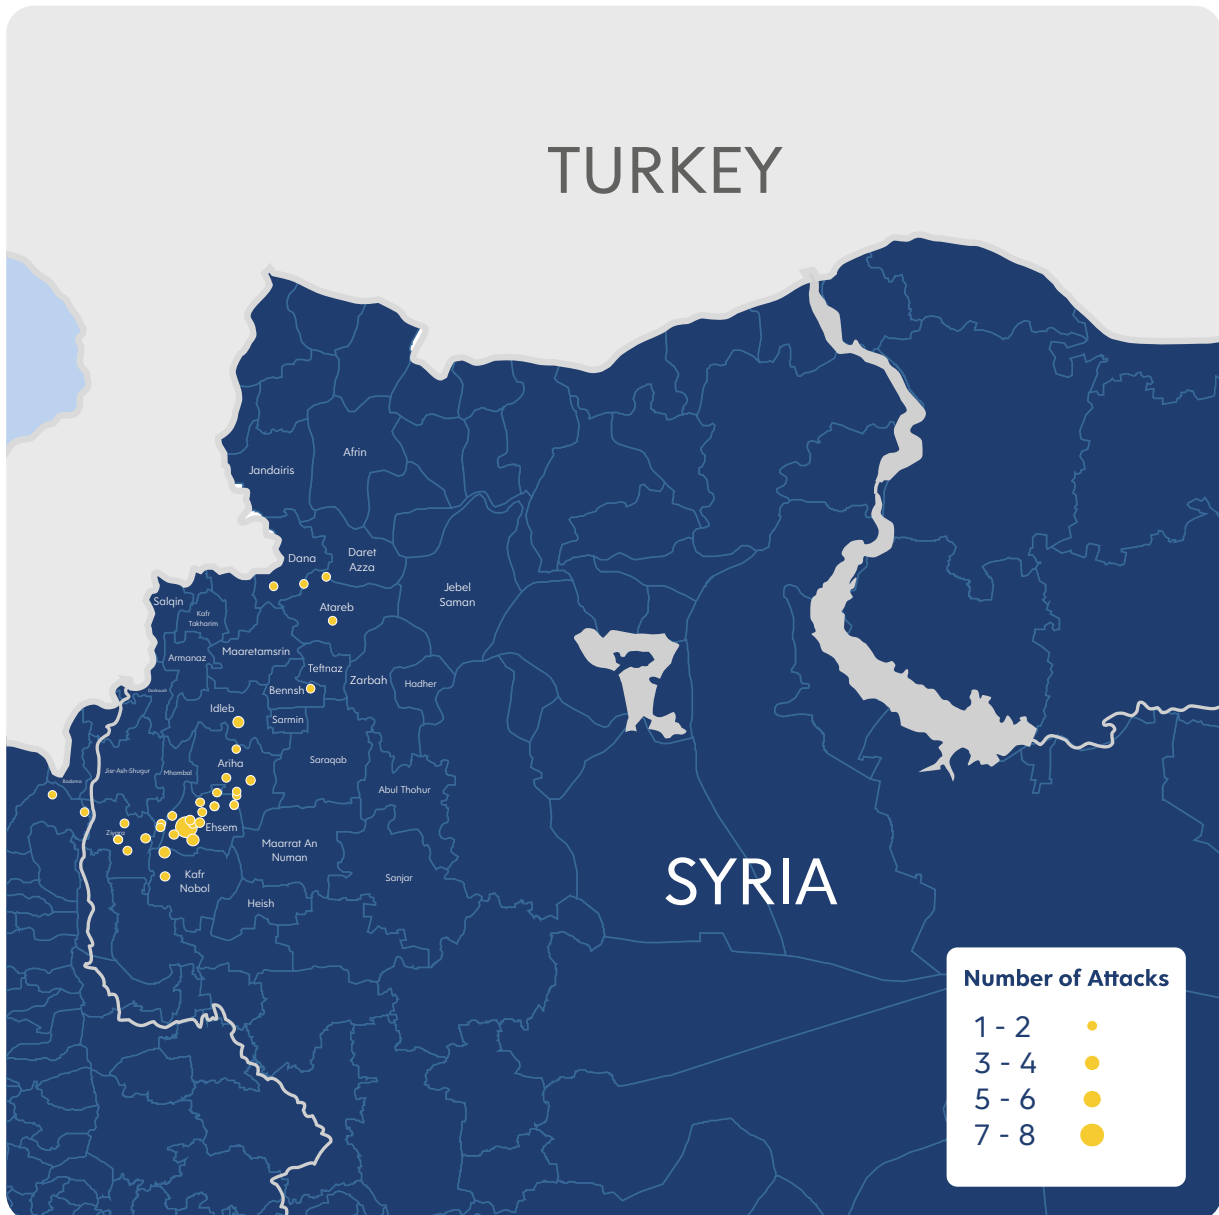 TURKEY
Afrin
Jandairis
Dana
Daret
Azza
Jebel
Saman
Salqin
Kafr
Takharim
Atareb
Armanaz
Maaretamsrin
Teftnaz
Zarbah
Hadher
Bennsh
Idleb
Sarmin
Ariha
Saraqab
Jisr-Ash-Shugur
Mhambal
Badama
Abul Thohur
Ziyara
Ehsem
Maarrat An
Numan
SYRIA
Kafr
Nobol
Sanjar
Heish
Number of Attacks
1 - 2
3 - 4
5 - 6
7 - 8